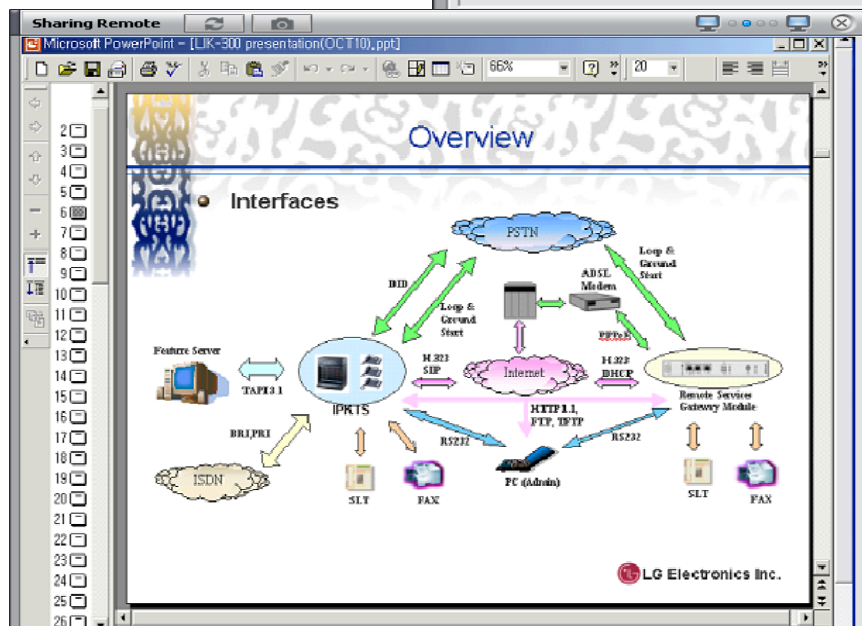 Sharing Remote
Microsoft PowerPoint - [LIK-300 presentation(OCT10).ppt]
66%
20
2
3
4
5
6
7
8
9
10
11
12
13
14
15
16
17
18
19
20
21
22
23
24
25
26
Overview
Interfaces
PSTN
DID
Loop &
Ground
Start
ADSL
Modem
Loop &
Ground
Start
PPPoE
Feature Server
TAPI 3.1
IPKTS
H.323
SIP
Internet
H.323
DHCP
Remote Services
Gateway Module
HTTP 1.1,
FTP, TFTP
BRI,PRI
RS232
RS232
ISDN
SLT
FAX
PC (Admin)
SLT
FAX
LG Electronics Inc.